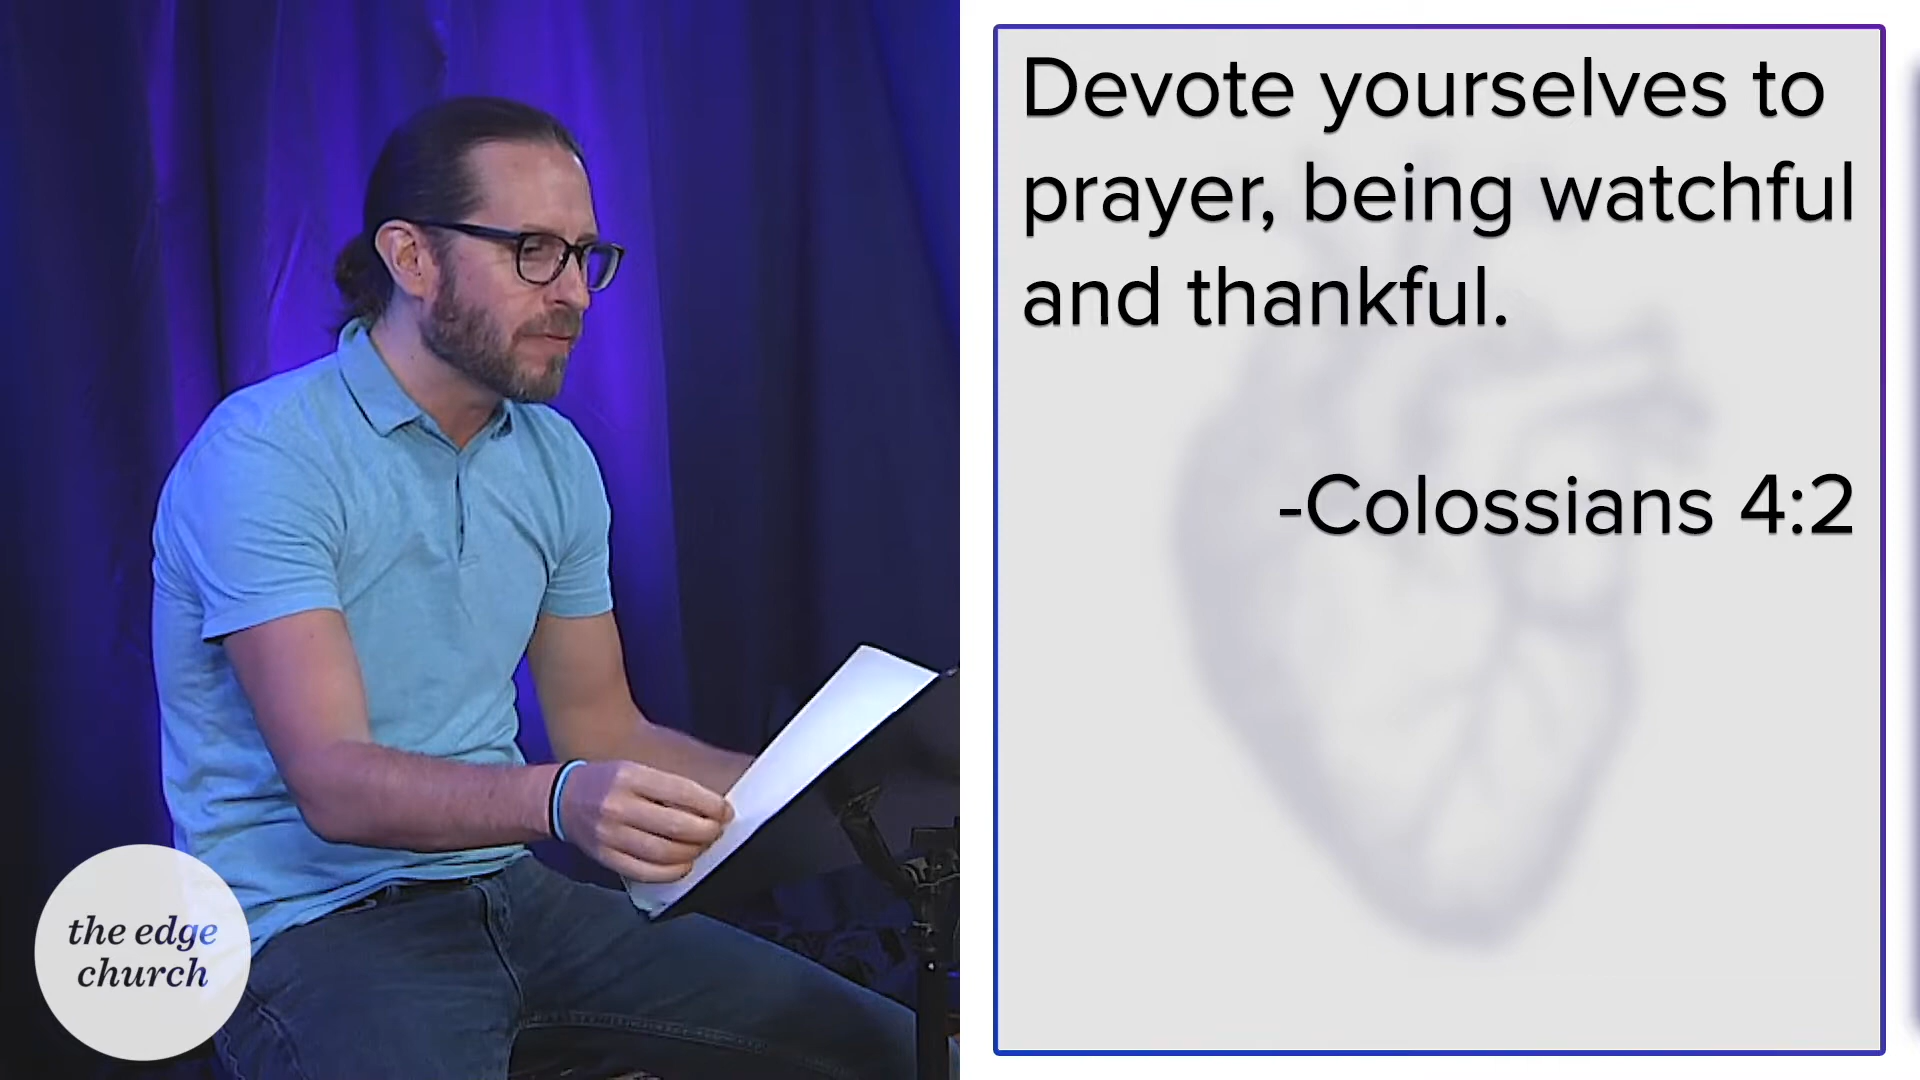 Devote yourselves to
prayer, being watchful
and thankful.
-Colossians 4:2
the edge
church